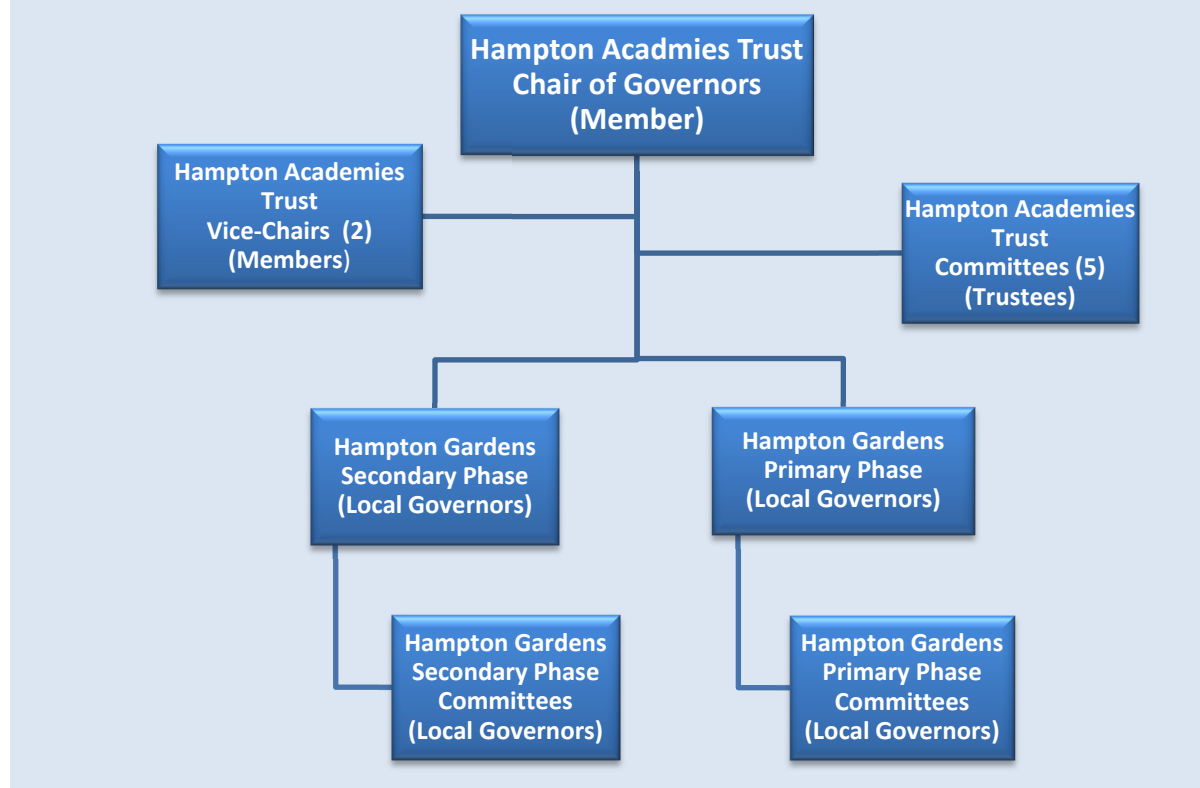 Hampton Acadmies Trust
Chair of Governors
(Member)
Hampton Academies
Trust
Vice-Chairs (2)
(Members)
Hampton Academies
Trust
Committees (5)
(Trustees)
Hampton Gardens
Secondary Phase
(Local Governors)
Hampton Gardens
Primary Phase
(Local Governors)
Hampton Gardens
Secondary Phase
Committees
(Local Governors)
Hampton Gardens
Primary Phase
Committees
(Local Governors)